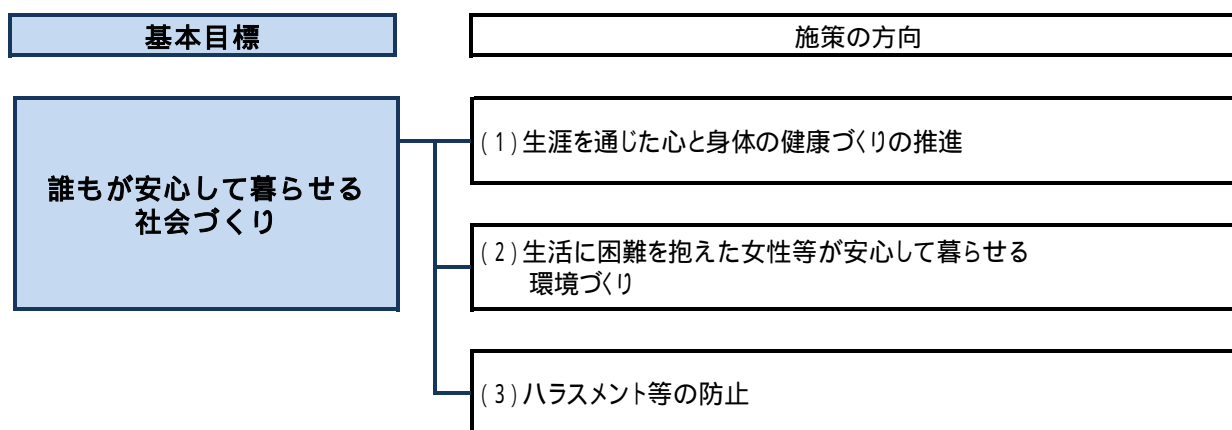 基本目標
施策の方向
誰もが安心して暮らせる
社会づくり
(1)生涯を通じた心と身体の健康づくりの推進
(2)生活に困難を抱えた女性等が安心して暮らせる
環境づくり
(3)ハラスメント等の防止